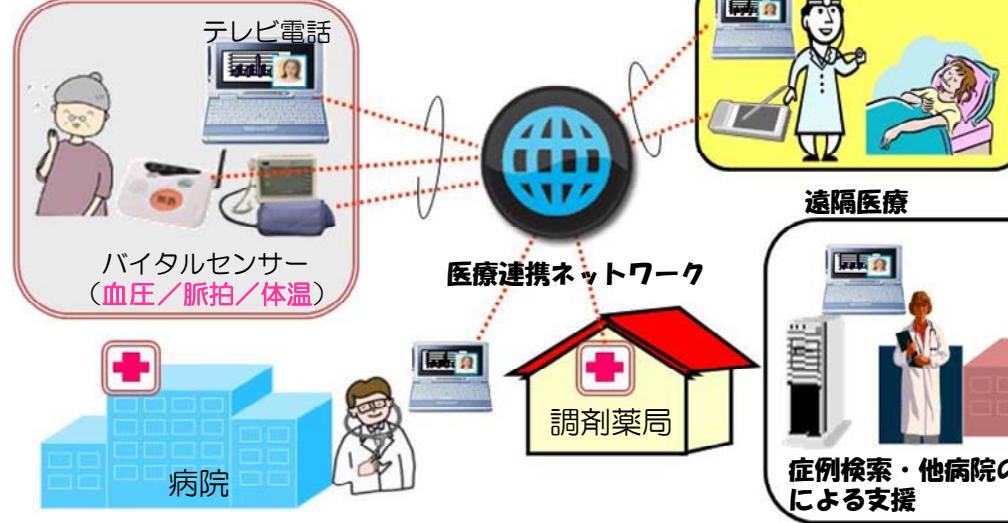 テレビ電話
バイタルセンサー
（血圧／脈拍／体温）
遠隔医療
医療連携ネットワーク
調剤薬局
病院
症例検索・他病院の
による支援